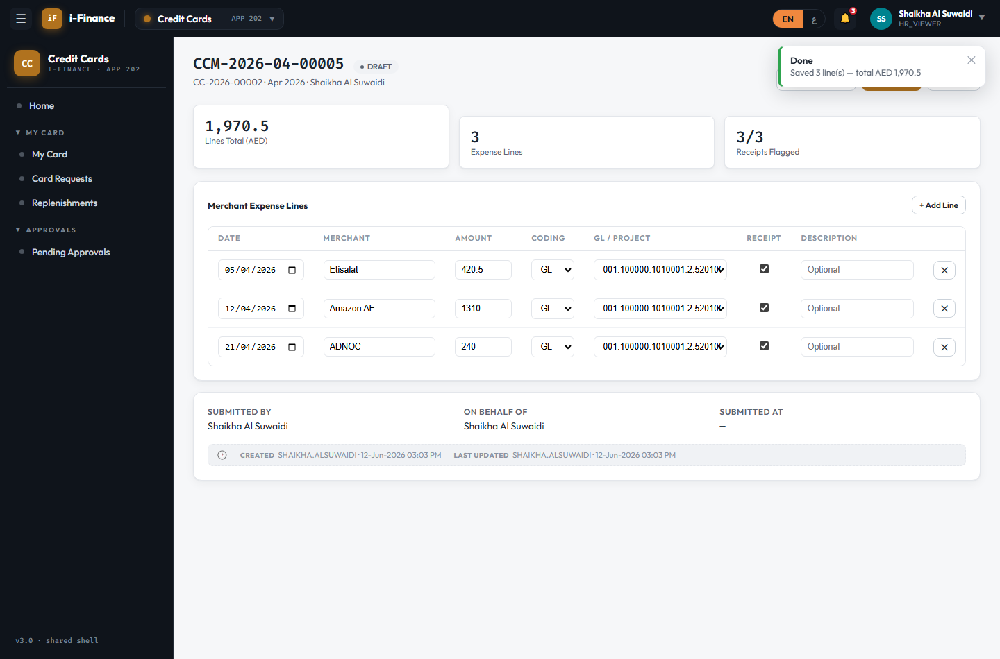 iF i-Finance
Credit Cards APP 202
EN ع
3
SS Shaikha Al Suwaidi
HR_VIEWER
CC Credit Cards
I-FINANCE · APP 202
Home
MY CARD
My Card
Card Requests
Replenishments
APPROVALS
Pending Approvals
v3.0 · shared shell
CCM-2026-04-00005 DRAFT
CC-2026-00002 · Apr 2026 · Shaikha Al Suwaidi
Done
Saved 3 line(s) — total AED 1,970.5
1,970.5
Lines Total (AED)
3
Expense Lines
3/3
Receipts Flagged
Merchant Expense Lines + Add Line
DATE MERCHANT AMOUNT CODING GL / PROJECT RECEIPT DESCRIPTION
05/04/2026 Etisalat 420.5 GL 001.100000.1010001.2.52010 Optional
12/04/2026 Amazon AE 1310 GL 001.100000.1010001.2.52010 Optional
21/04/2026 ADNOC 240 GL 001.100000.1010001.2.52010 Optional
SUBMITTED BY ON BEHALF OF SUBMITTED AT
Shaikha Al Suwaidi Shaikha Al Suwaidi —
CREATED SHAIKHA.ALSUWAIDI · 12-Jun-2026 03:03 PM LAST UPDATED SHAIKHA.ALSUWAIDI · 12-Jun-2026 03:03 PM